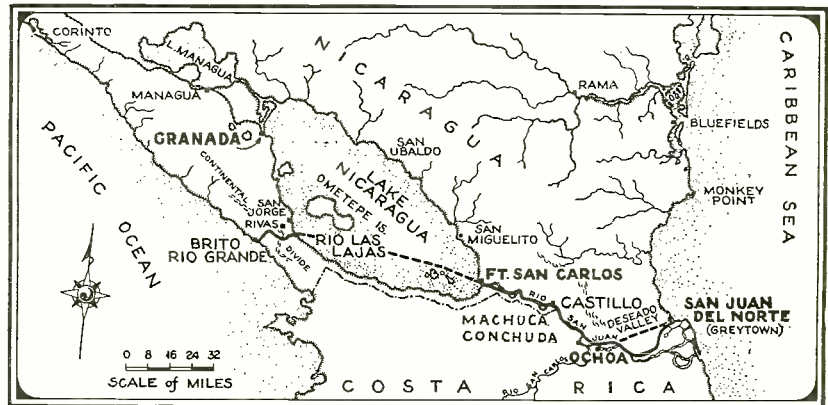 CORINTO
L. MANAGUA
MANAGUA
GRANADA
NICARAGUA
RAMA
BLUEFIELDS
CARIBBEAN SEA
SAN
UBALDO
LAKE
NICARAGUA
OMETEPE IS.
PACIFIC OCEAN
CONTINENTAL
DIVIDE
SAN
JORGE
RIVAS
BRITO
RIO GRANDE
RIO LAS
LAJAS
MONKEY
POINT
SAN
MIGUELITO
FT. SAN CARLOS
RIO SAN JUAN
CASTILLO
MACHUCA
CONCHUDA
DESEADO
VALLEY
SAN JUAN
DEL NORTE
(GREYTOWN)
OCHOA
RIO SAN CARLOS
COSTA RICA
0 8 16 24 32
SCALE of MILES